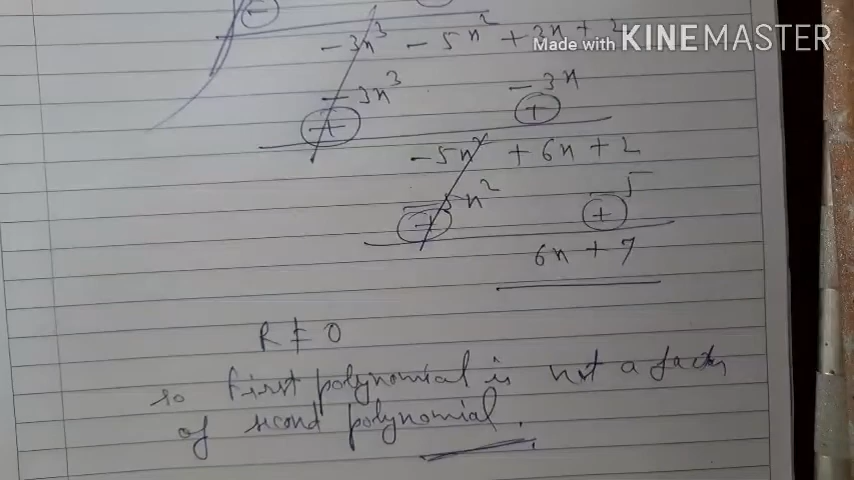 - 3x³ - 5x² + 3x + 2
Made with KINEMASTER
- 3x³ - 3x
+ +
- 5x² + 6x + 2
- 5x² - 5
+ +
6x + 7
R ≠ 0
so first polynomial is not a factor
of second polynomial.